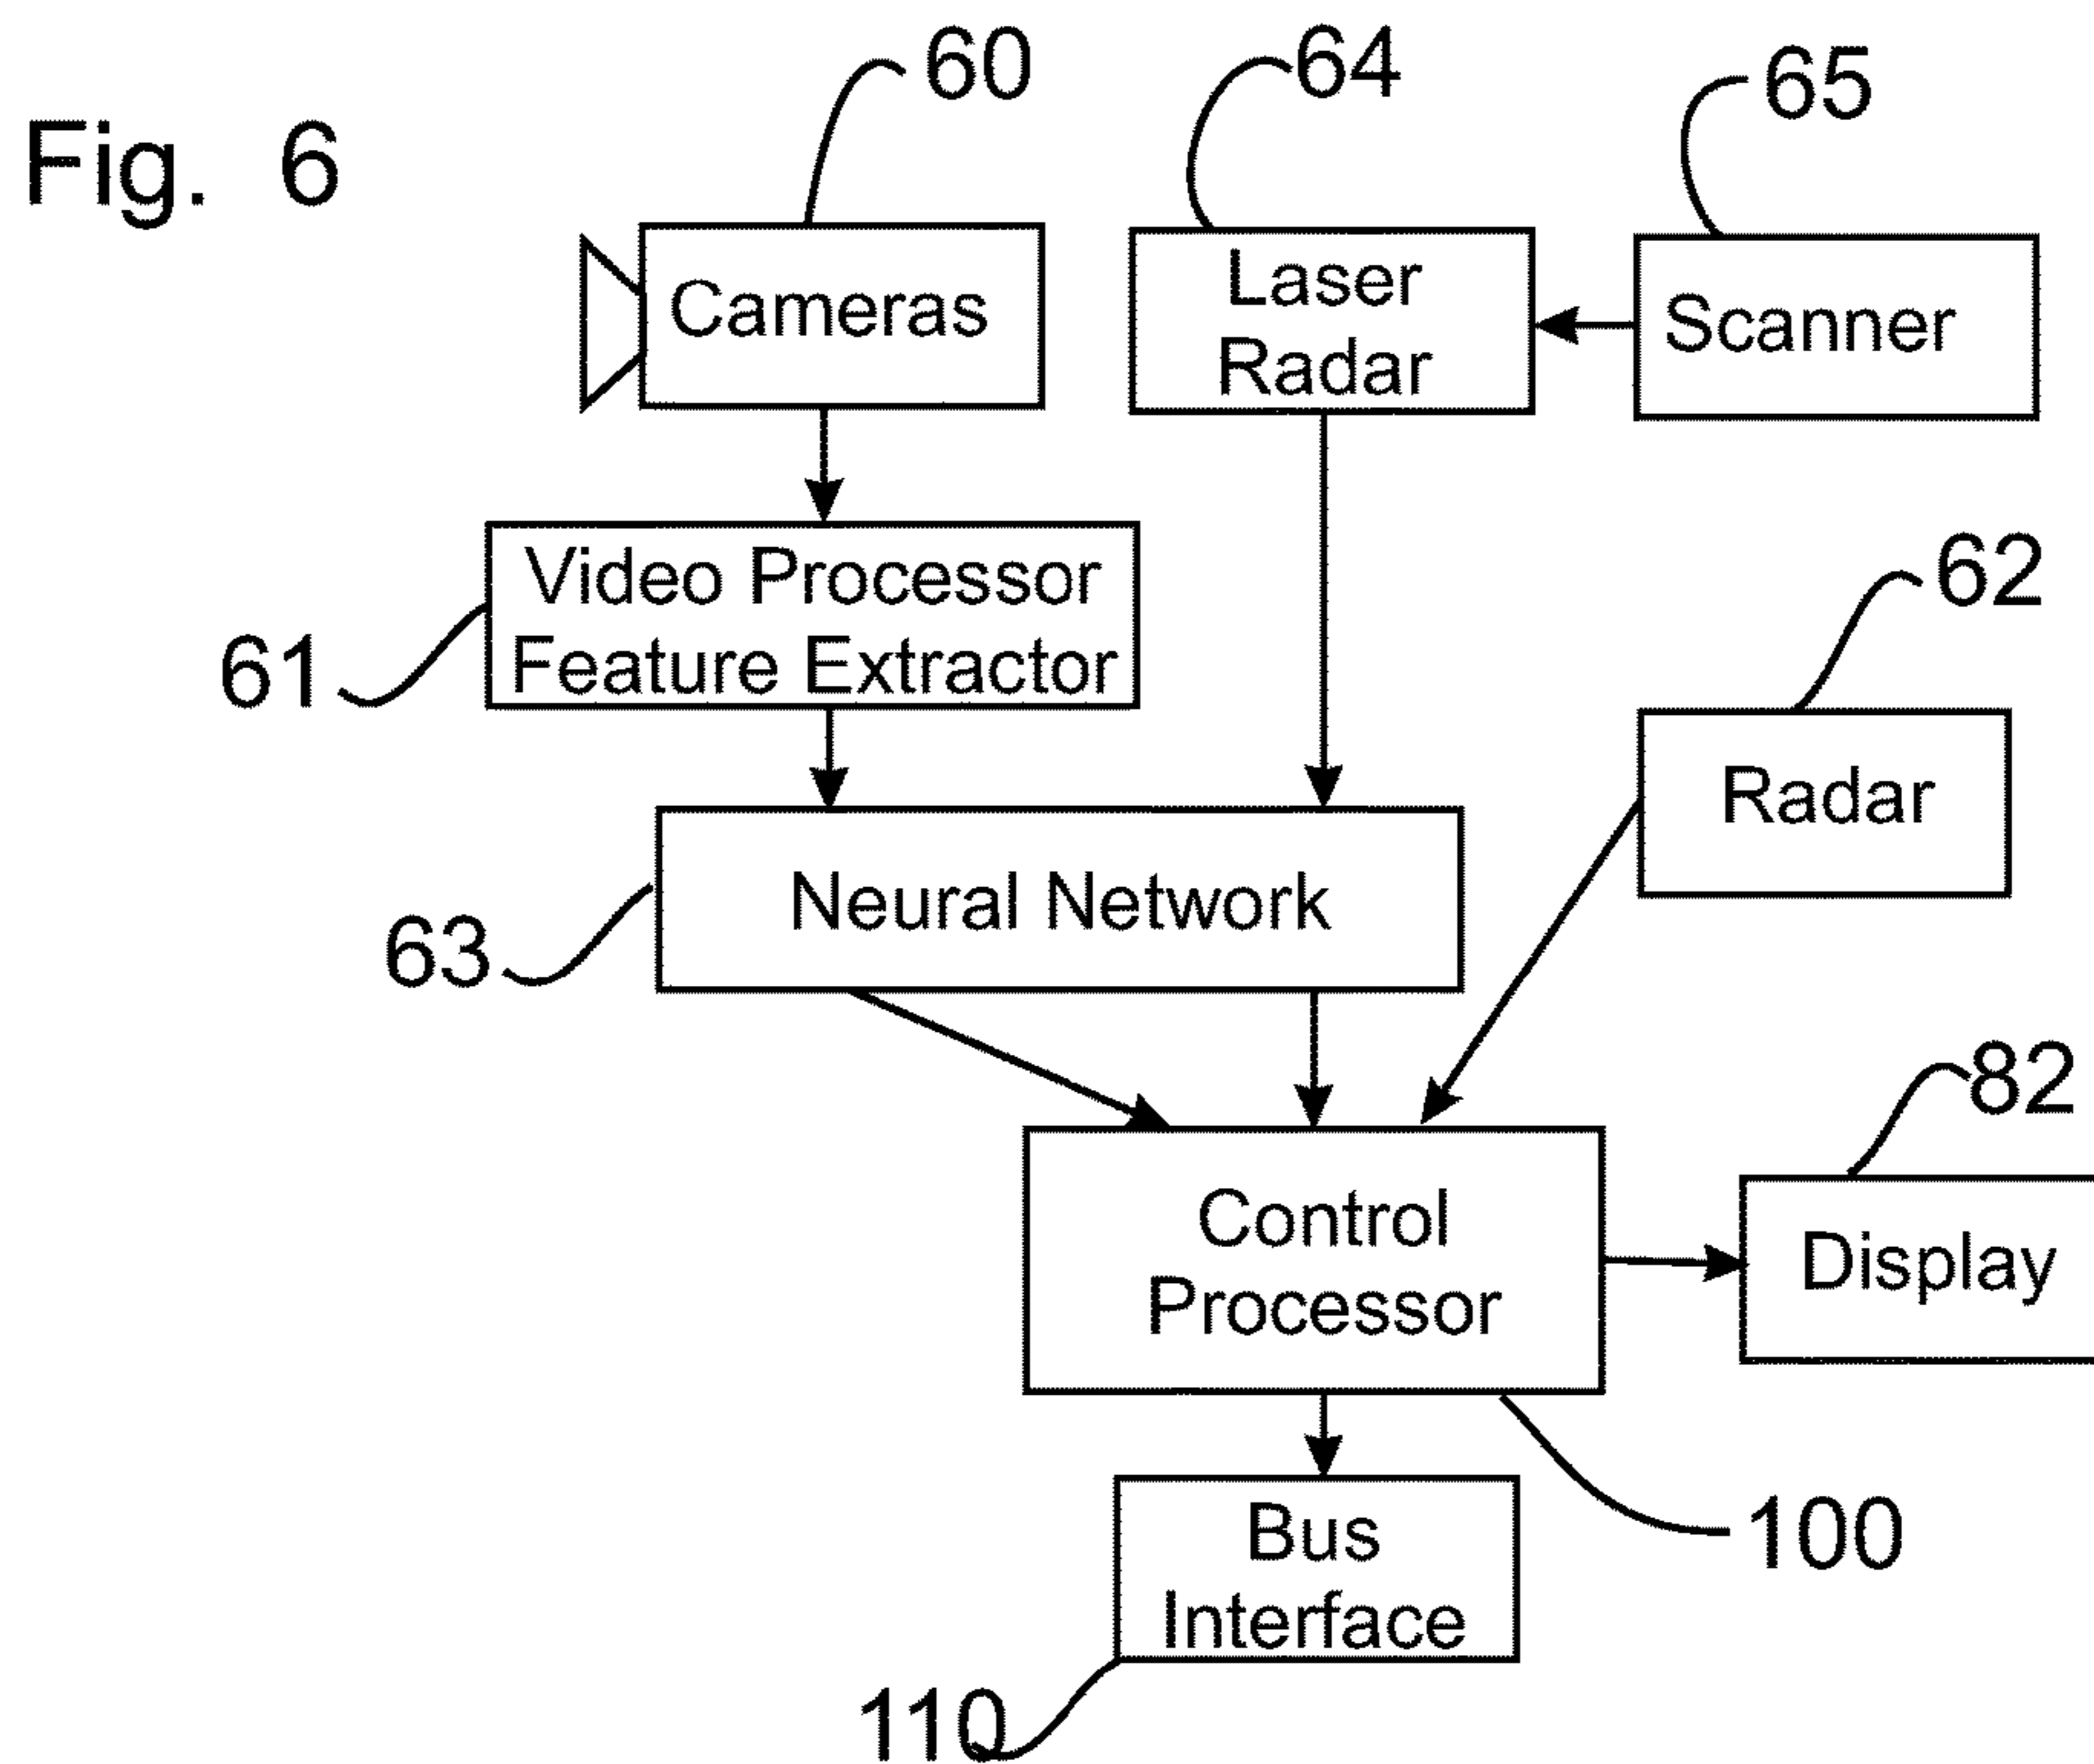 Fig. 6
60
64
65
Cameras
Laser
Radar
Scanner
Video Processor
Feature Extractor
61
62
Radar
Neural Network
63
82
Control
Processor
Display
Bus
Interface
100
110